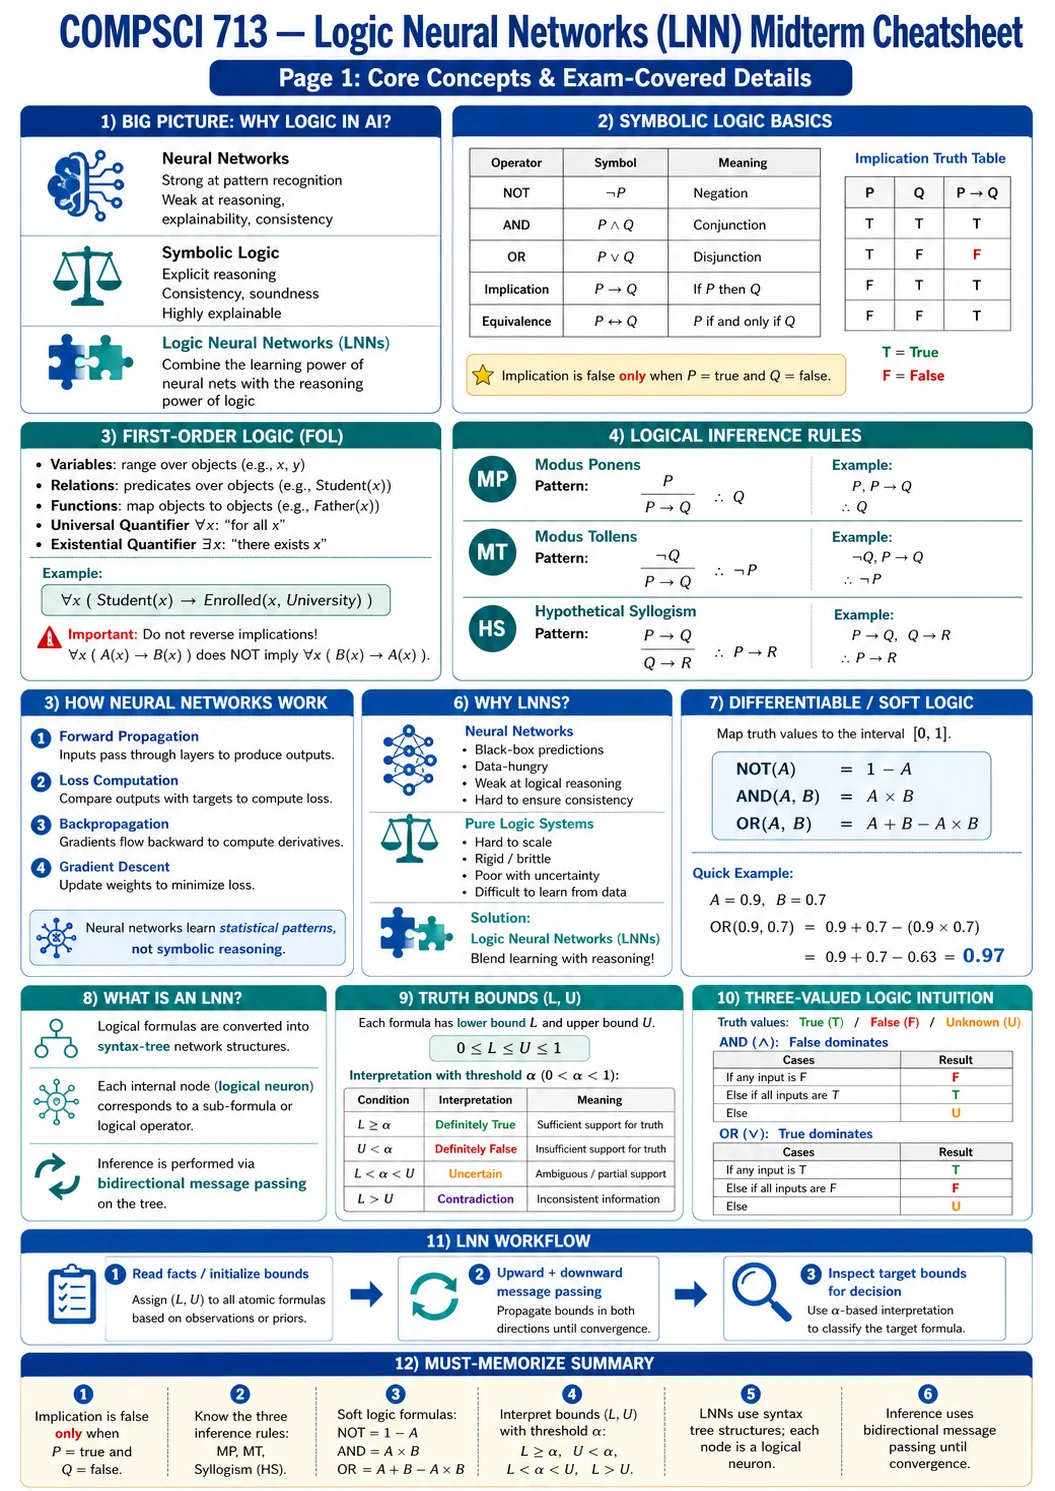 COMPSCI 713 — Logic Neural Networks (LNN) Midterm Cheatsheet
Page 1: Core Concepts & Exam-Covered Details
1) BIG PICTURE: WHY LOGIC IN AI?
Neural Networks
Strong at pattern recognition
Weak at reasoning,
explainability, consistency
Symbolic Logic
Explicit reasoning
Consistency, soundness
Highly explainable
Logic Neural Networks (LNNs)
Combine the learning power of
neural nets with the reasoning
power of logic
2) SYMBOLIC LOGIC BASICS
Operator Symbol Meaning
NOT ¬P Negation
AND P ∧ Q Conjunction
OR P ∨ Q Disjunction
Implication P → Q If P then Q
Equivalence P ↔ Q P if and only if Q
Implication is false only when P = true and Q = false.
Implication Truth Table
P Q P → Q
T T T
T F F
F T T
F F T
T = True
F = False
3) FIRST-ORDER LOGIC (FOL)
• Variables: range over objects (e.g., x, y)
• Relations: predicates over objects (e.g., Student(x))
• Functions: map objects to objects (e.g., Father(x))
• Universal Quantifier ∀x: “for all x”
• Existential Quantifier ∃x: “there exists x”
Example:
∀x ( Student(x) → Enrolled(x, University) )
Important: Do not reverse implications!
∀x ( A(x) → B(x) ) does NOT imply ∀x ( B(x) → A(x) ).
4) LOGICAL INFERENCE RULES
MP
Modus Ponens
Pattern:
P
P → Q
∴ Q
Example:
P, P → Q
∴ Q
MT
Modus Tollens
Pattern:
¬Q
P → Q
∴ ¬P
Example:
¬Q, P → Q
∴ ¬P
HS
Hypothetical Syllogism
Pattern:
P → Q
Q → R
∴ P → R
Example:
P → Q, Q → R
∴ P → R
3) HOW NEURAL NETWORKS WORK
1 Forward Propagation
Inputs pass through layers to produce outputs.
2 Loss Computation
Compare outputs with targets to compute loss.
3 Backpropagation
Gradients flow backward to compute derivatives.
4 Gradient Descent
Update weights to minimize loss.
Neural networks learn statistical patterns,
not symbolic reasoning.
6) WHY LNNS?
Neural Networks
• Black-box predictions
• Data-hungry
• Weak at logical reasoning
• Hard to ensure consistency
Pure Logic Systems
• Hard to scale
• Rigid / brittle
• Poor with uncertainty
• Difficult to learn from data
Solution:
Logic Neural Networks (LNNs)
Blend learning with reasoning!
7) DIFFERENTIABLE / SOFT LOGIC
Map truth values to the interval [0, 1].
NOT(A) = 1 − A
AND(A, B) = A × B
OR(A, B) = A + B − A × B
Quick Example:
A = 0.9, B = 0.7
OR(0.9, 0.7) = 0.9 + 0.7 − (0.9 × 0.7)
= 0.9 + 0.7 − 0.63 = 0.97
8) WHAT IS AN LNN?
Logical formulas are converted into
syntax-tree network structures.
Each internal node (logical neuron)
corresponds to a sub-formula or
logical operator.
Inference is performed via
bidirectional message passing
on the tree.
9) TRUTH BOUNDS (L, U)
Each formula has lower bound L and upper bound U.
0 ≤ L ≤ U ≤ 1
Interpretation with threshold α (0 < α < 1):
Condition Interpretation Meaning
L ≥ α Definitely True Sufficient support for truth
U < α Definitely False Insufficient support for truth
L < α < U Uncertain Ambiguous / partial support
L > U Contradiction Inconsistent information
10) THREE-VALUED LOGIC INTUITION
Truth values: True (T) / False (F) / Unknown (U)
AND (∧): False dominates
Cases Result
If any input is F F
Else if all inputs are T T
Else U
OR (∨): True dominates
Cases Result
If any input is T T
Else if all inputs are F F
Else U
11) LNN WORKFLOW
1 Read facts / initialize bounds
Assign (L, U) to all atomic formulas
based on observations or priors.
2 Upward + downward
message passing
Propagate bounds in both
directions until convergence.
3 Inspect target bounds
for decision
Use α-based interpretation
to classify the target formula.
12) MUST-MEMORIZE SUMMARY
1
Implication is false
only when
P = true and
Q = false.
2
Know the three
inference rules:
MP, MT,
Syllogism (HS).
3
Soft logic formulas:
NOT = 1 − A
AND = A × B
OR = A + B − A × B
4
Interpret bounds (L, U)
with threshold α:
L ≥ α, U < α,
L < α < U, L > U.
5
LNNs use syntax
tree structures; each
node is a logical
neuron.
6
Inference uses
bidirectional message
passing until
convergence.